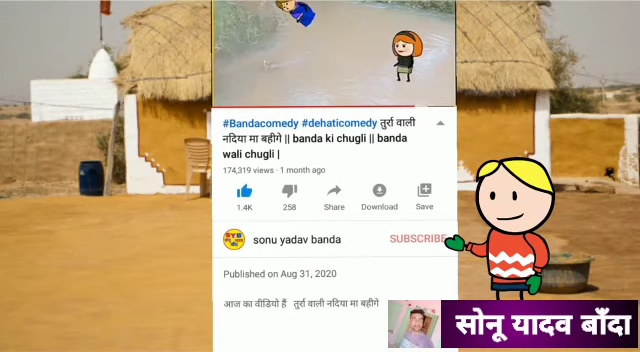 #Bandacomedy #dehaticomedy तुर्रा वाली
नदिया मा बहीगे || banda ki chugli || banda
wali chugli |
174,319 views · 1 month ago
1.4K 258 Share Download Save
sonu yadav banda SUBSCRIBE
Published on Aug 31, 2020
आज का वीडियो हैं तुर्रा वाली नदिया मा बहीगे
सोनू यादव बाँदा